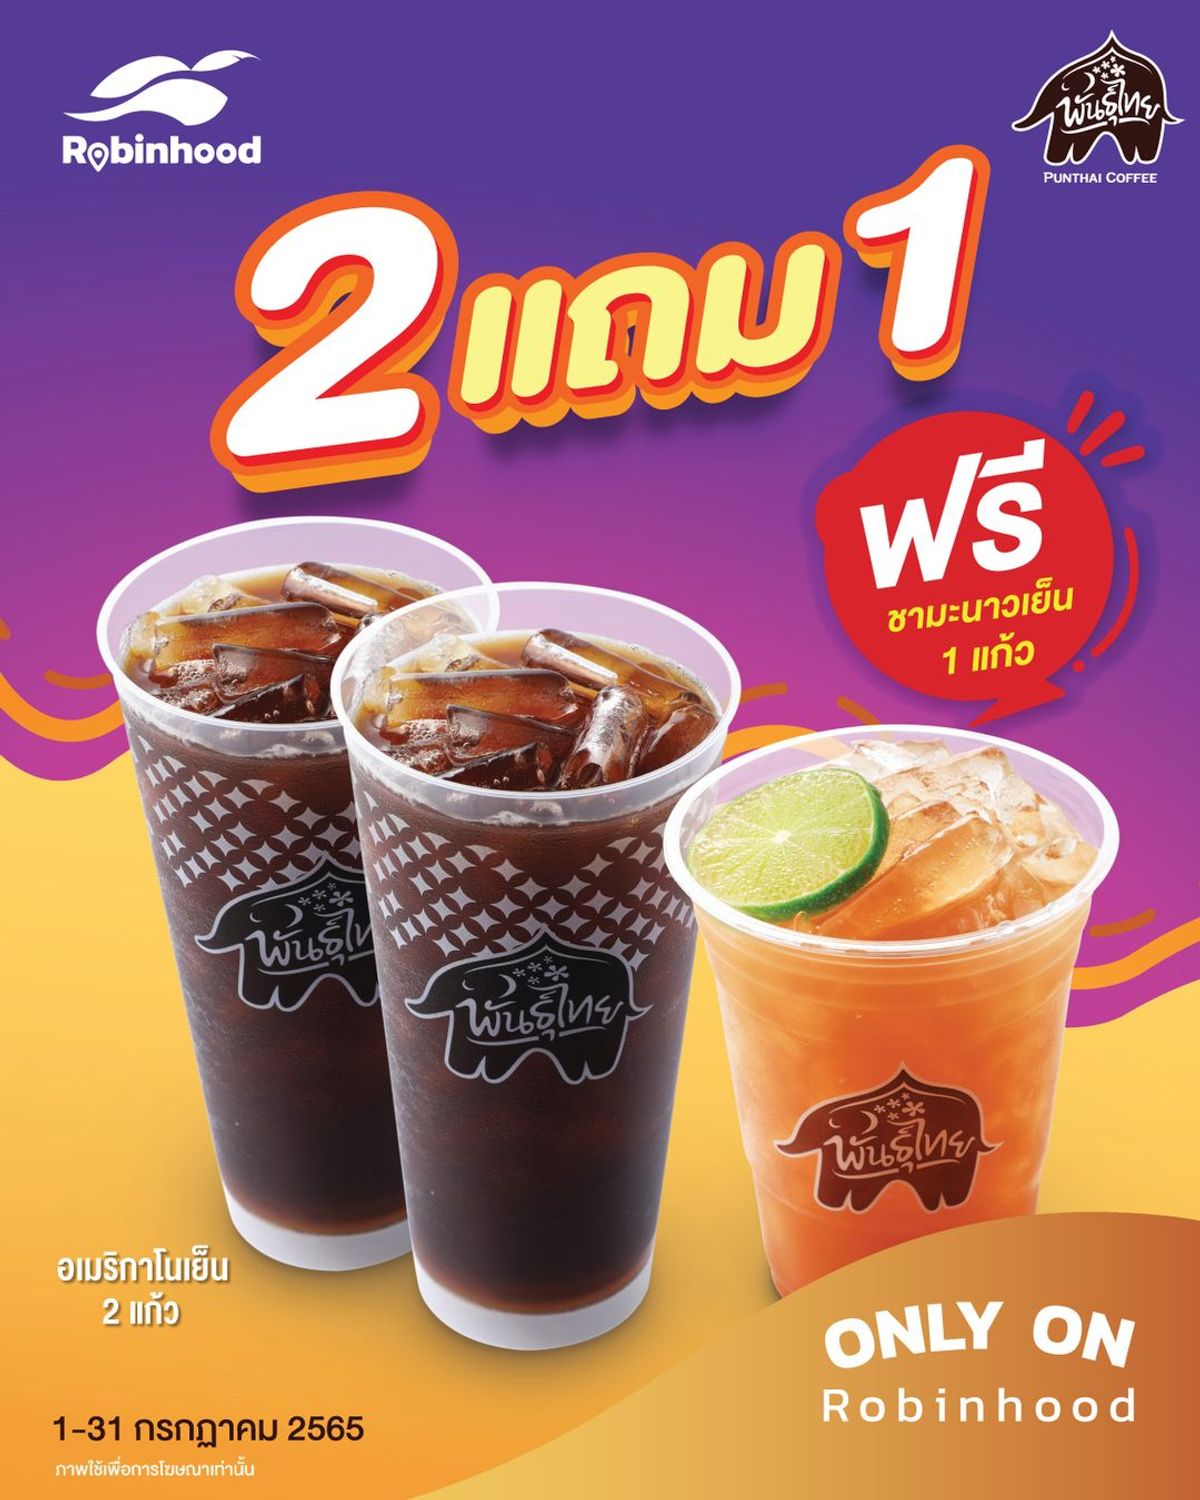 Robinhood
พันธุ์ไทย
PUNTHAI COFFEE
2 แถม 1
ฟรี
ชามะนาวเย็น
1 แก้ว
พันธุ์ไทย
พันธุ์ไทย
พันธุ์ไทย
อเมริกาโนเย็น
2 แก้ว
ONLY ON
Robinhood
1-31 กรกฎาคม 2565
ภาพใช้เพื่อการโฆษณาเท่านั้น